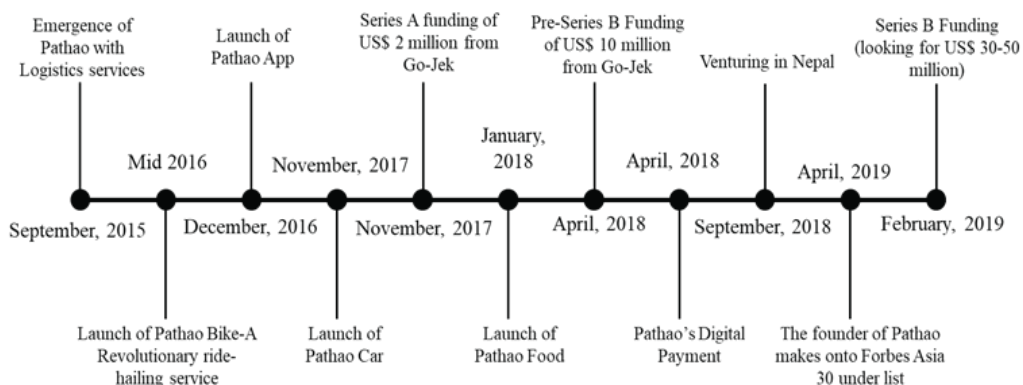 Emergence of
Pathao with
Logistics services
September, 2015
Mid 2016
Launch of Pathao Bike-A
Revolutionary ride-
hailing service
Launch of
Pathao App
December, 2016
November, 2017
Launch of
Pathao Car
Series A funding of
US$ 2 million from
Go-Jek
November, 2017
January,
2018
Launch of
Pathao Food
Pre-Series B Funding
of US$ 10 million
from Go-Jek
April, 2018
April, 2018
Pathao's Digital
Payment
Venturing in Nepal
September, 2018
April, 2019
The founder of Pathao
makes onto Forbes Asia
30 under list
Series B Funding
(looking for US$ 30-50
million)
February, 2019